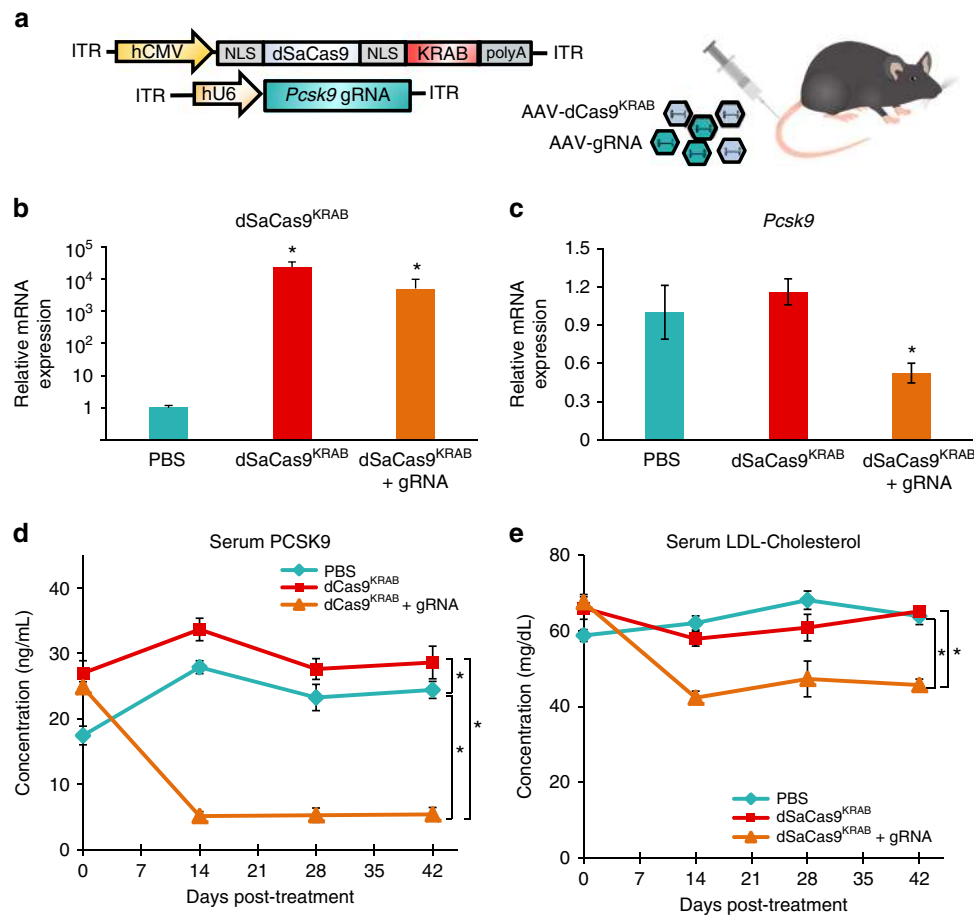 a
ITR hCMV NLS dSaCas9 NLS KRAB polyA ITR
ITR hU6 Pcsk9 gRNA ITR
AAV-dCas9KRAB
AAV-gRNA
b
dSaCas9KRAB
Relative mRNA
expression
10^5
10^4
10^3
10^2
10
1
*
*
PBS
dSaCas9KRAB
dSaCas9KRAB
+ gRNA
c
Pcsk9
Relative mRNA
expression
1.5
1.2
0.9
0.6
0.3
0
*
PBS
dSaCas9KRAB
dSaCas9KRAB
+ gRNA
d
Serum PCSK9
PBS
dCas9KRAB
dCas9KRAB + gRNA
Concentration (ng/mL)
40
30
20
10
0
*
*
*
0 7 14 21 28 35 42
Days post-treatment
e
Serum LDL-Cholesterol
Concentration (mg/dL)
80
60
40
20
0
* *
PBS
dSaCas9KRAB
dSaCas9KRAB + gRNA
0 7 14 21 28 35 42
Days post-treatment